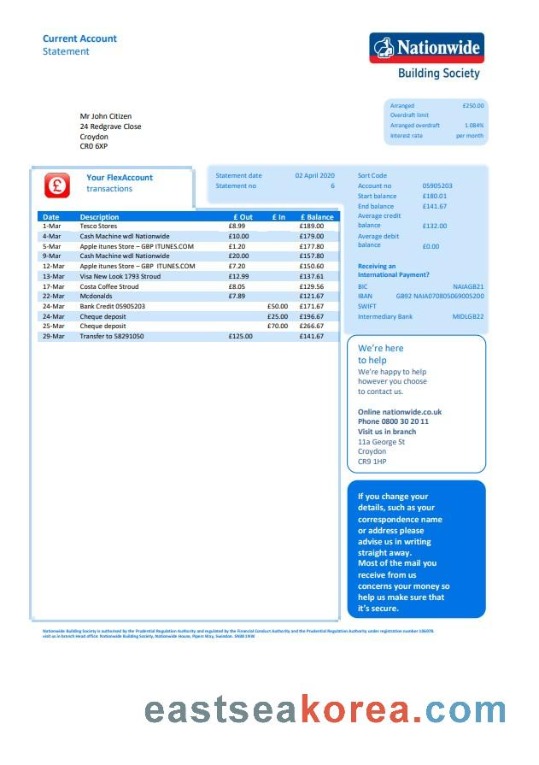 Current Account
Statement
Nationwide
Building Society
Mr John Citizen
24 Redgrave Close
Croydon
CR0 6XP
Arranged £250.00
Overdraft limit
Arranged overdraft 1.084%
Interest rate per month
Your FlexAccount
transactions
Statement date 02 April 2020
Statement no 6
Sort Code
Account no 05905203
Start balance £180.01
End balance £141.67
Average credit
balance £132.00
Average debit
balance £0.00
Receiving an
International Payment?
BIC NAIAGB21
IBAN GB92 NAIA070805069005200
SWIFT
Intermediary Bank MIDLGB22
Date Description £ Out £ In £ Balance
1-Mar Tesco Stores £8.99 £189.00
4-Mar Cash Machine wdl Nationwide £10.00 £179.00
5-Mar Apple itunes Store – GBP ITUNES.COM £1.20 £177.80
9-Mar Cash Machine wdl Nationwide £20.00 £157.80
12-Mar Apple itunes Store – GBP ITUNES.COM £7.20 £150.60
13-Mar Visa New Look 1793 Stroud £12.99 £137.61
17-Mar Costa Coffee Stroud £8.05 £129.56
22-Mar Mcdonalds £7.89 £121.67
24-Mar Bank Credit 05905203 £50.00 £171.67
24-Mar Cheque deposit £25.00 £196.67
25-Mar Cheque deposit £70.00 £266.67
29-Mar Transfer to 58291050 £125.00 £141.67
We're here
to help
We're happy to help
however you choose
to contact us.
Online nationwide.co.uk
Phone 0800 30 20 11
Visit us in branch
11a George St
Croydon
CR9 1HP
If you change your
details, such as your
correspondence name
or address please
advise us in writing
straight away.
Most of the mail you
receive from us
concerns your money so
help us make sure that
it's secure.
Nationwide Building Society is authorised by the Prudential Regulation Authority and regulated by the Financial Conduct Authority and the Prudential Regulation Authority under registration number 106078.
visit us in branch Head office Nationwide Building Society, Nationwide House, Pipers Way, Swindon SN38 1NW
eastseakorea.com